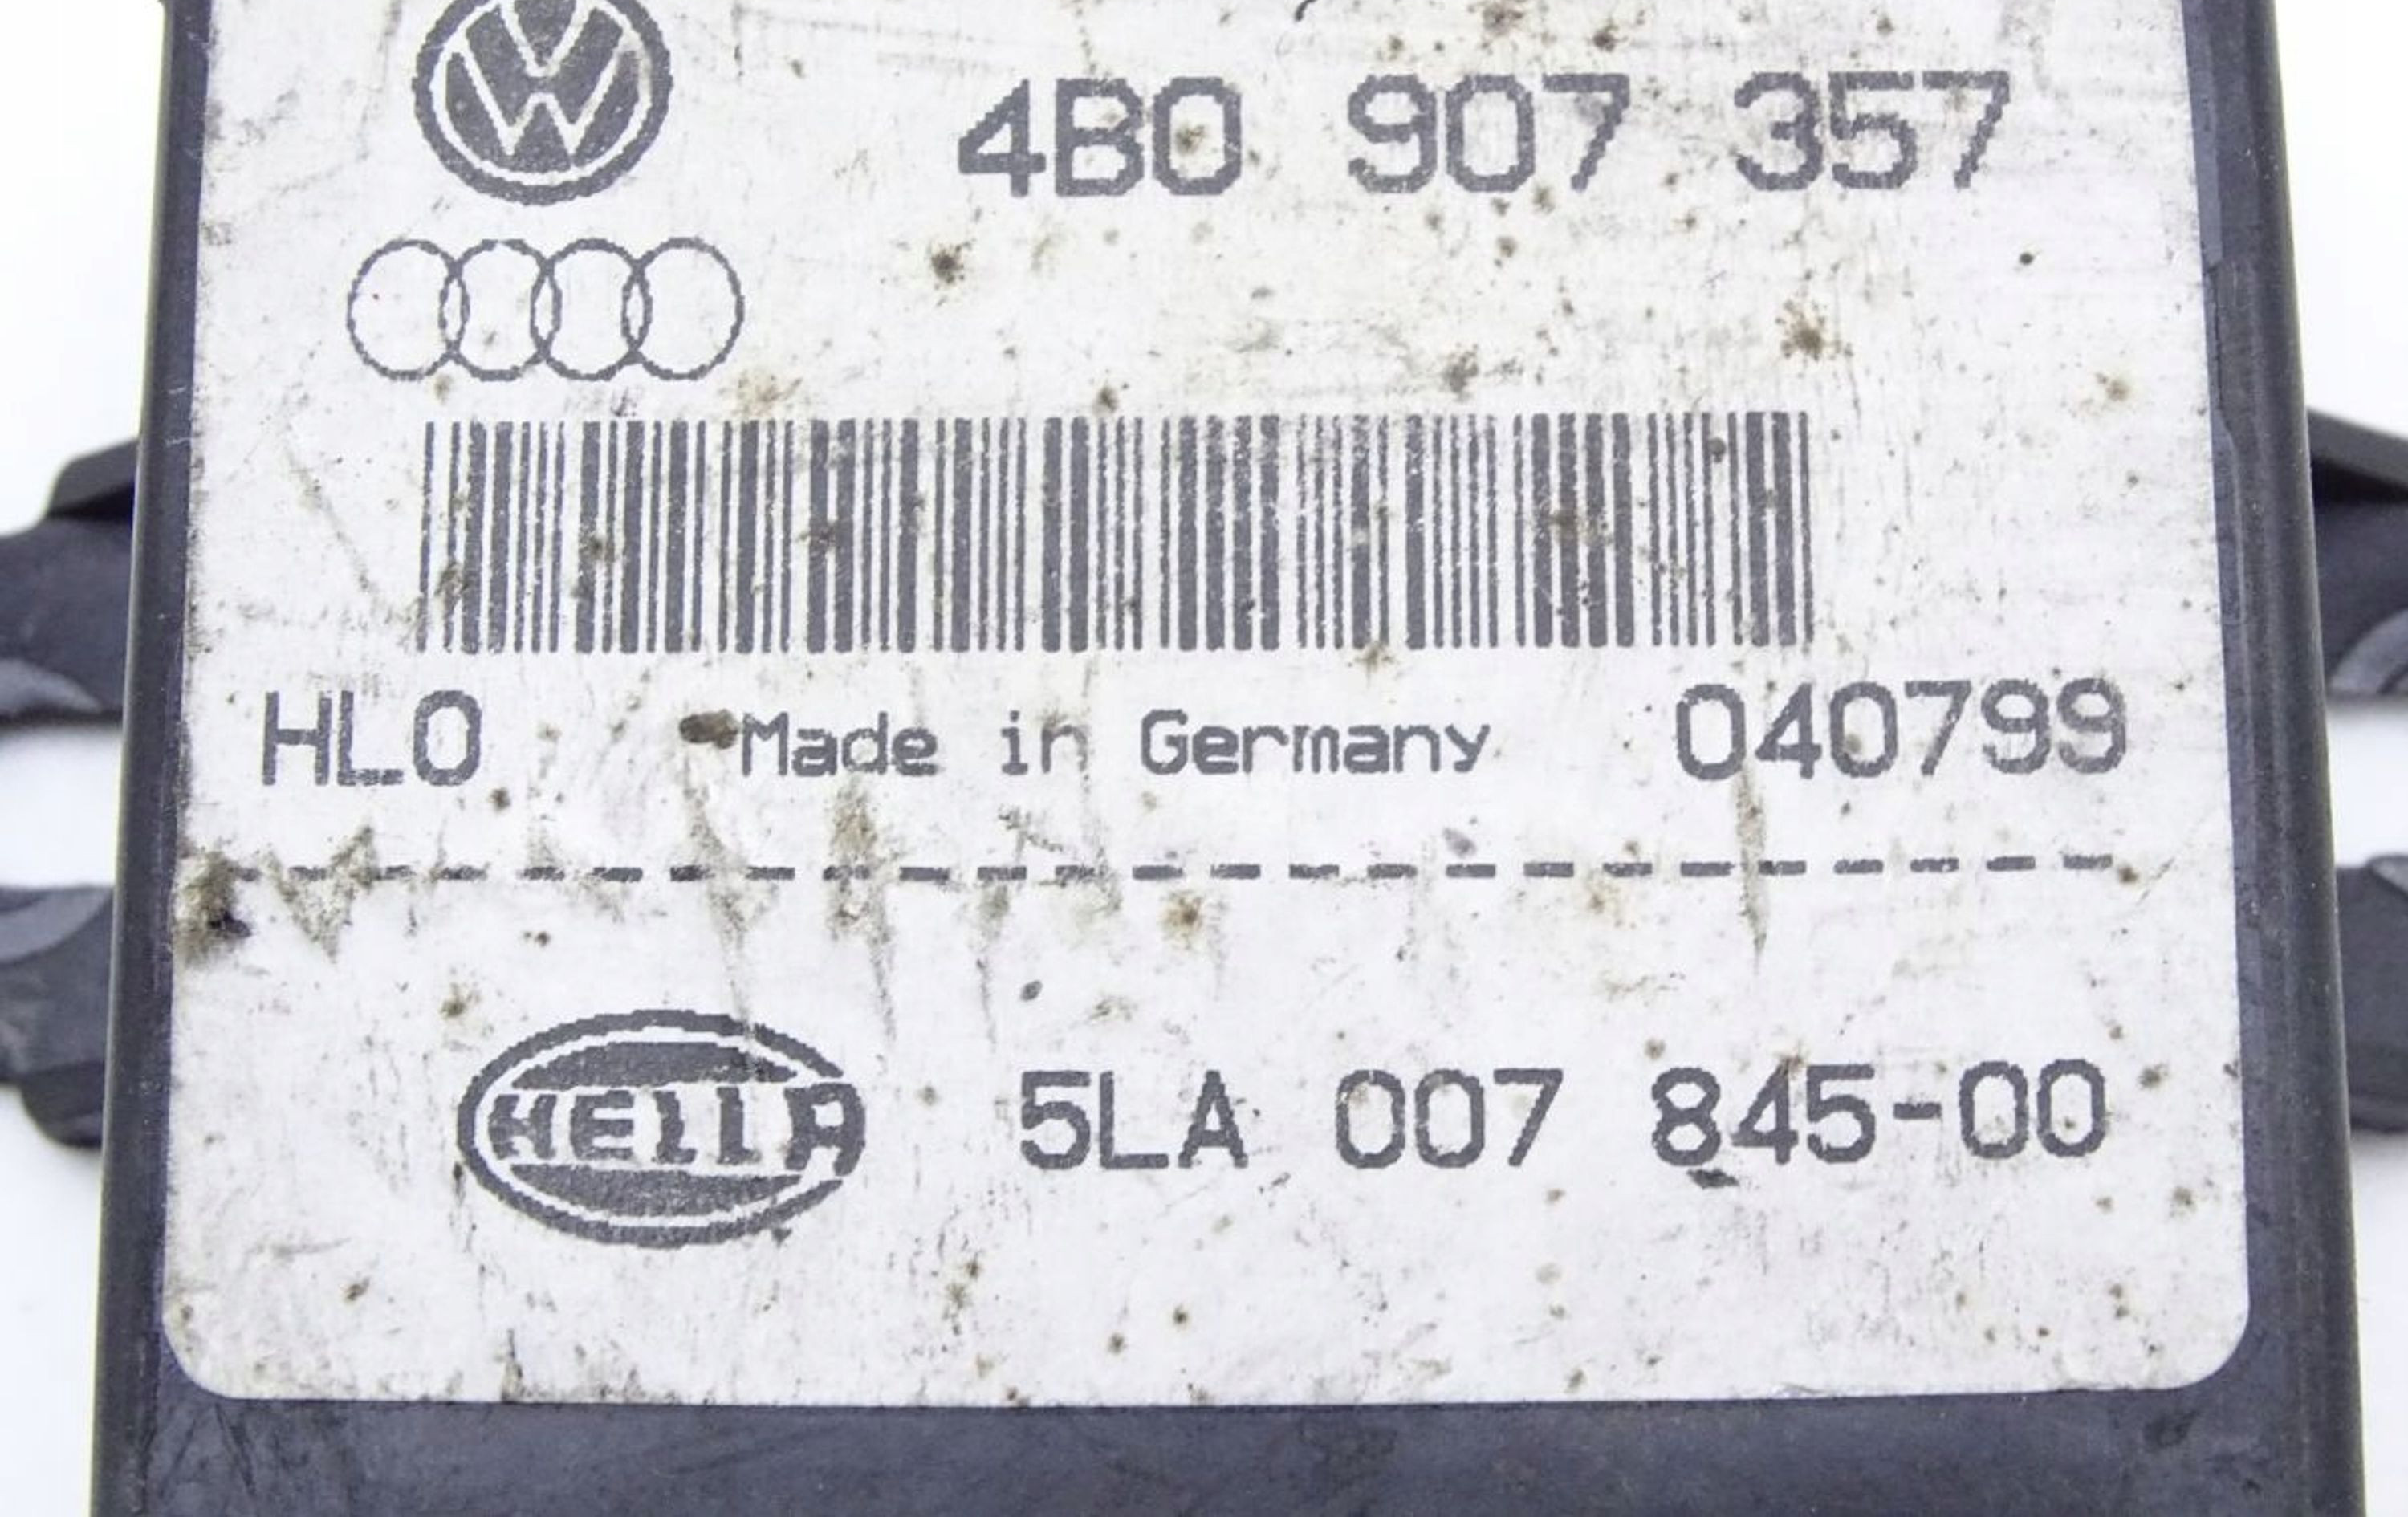 4B0 907 357
HLO Made in Germany 040799
HELLA 5LA 007 845-00